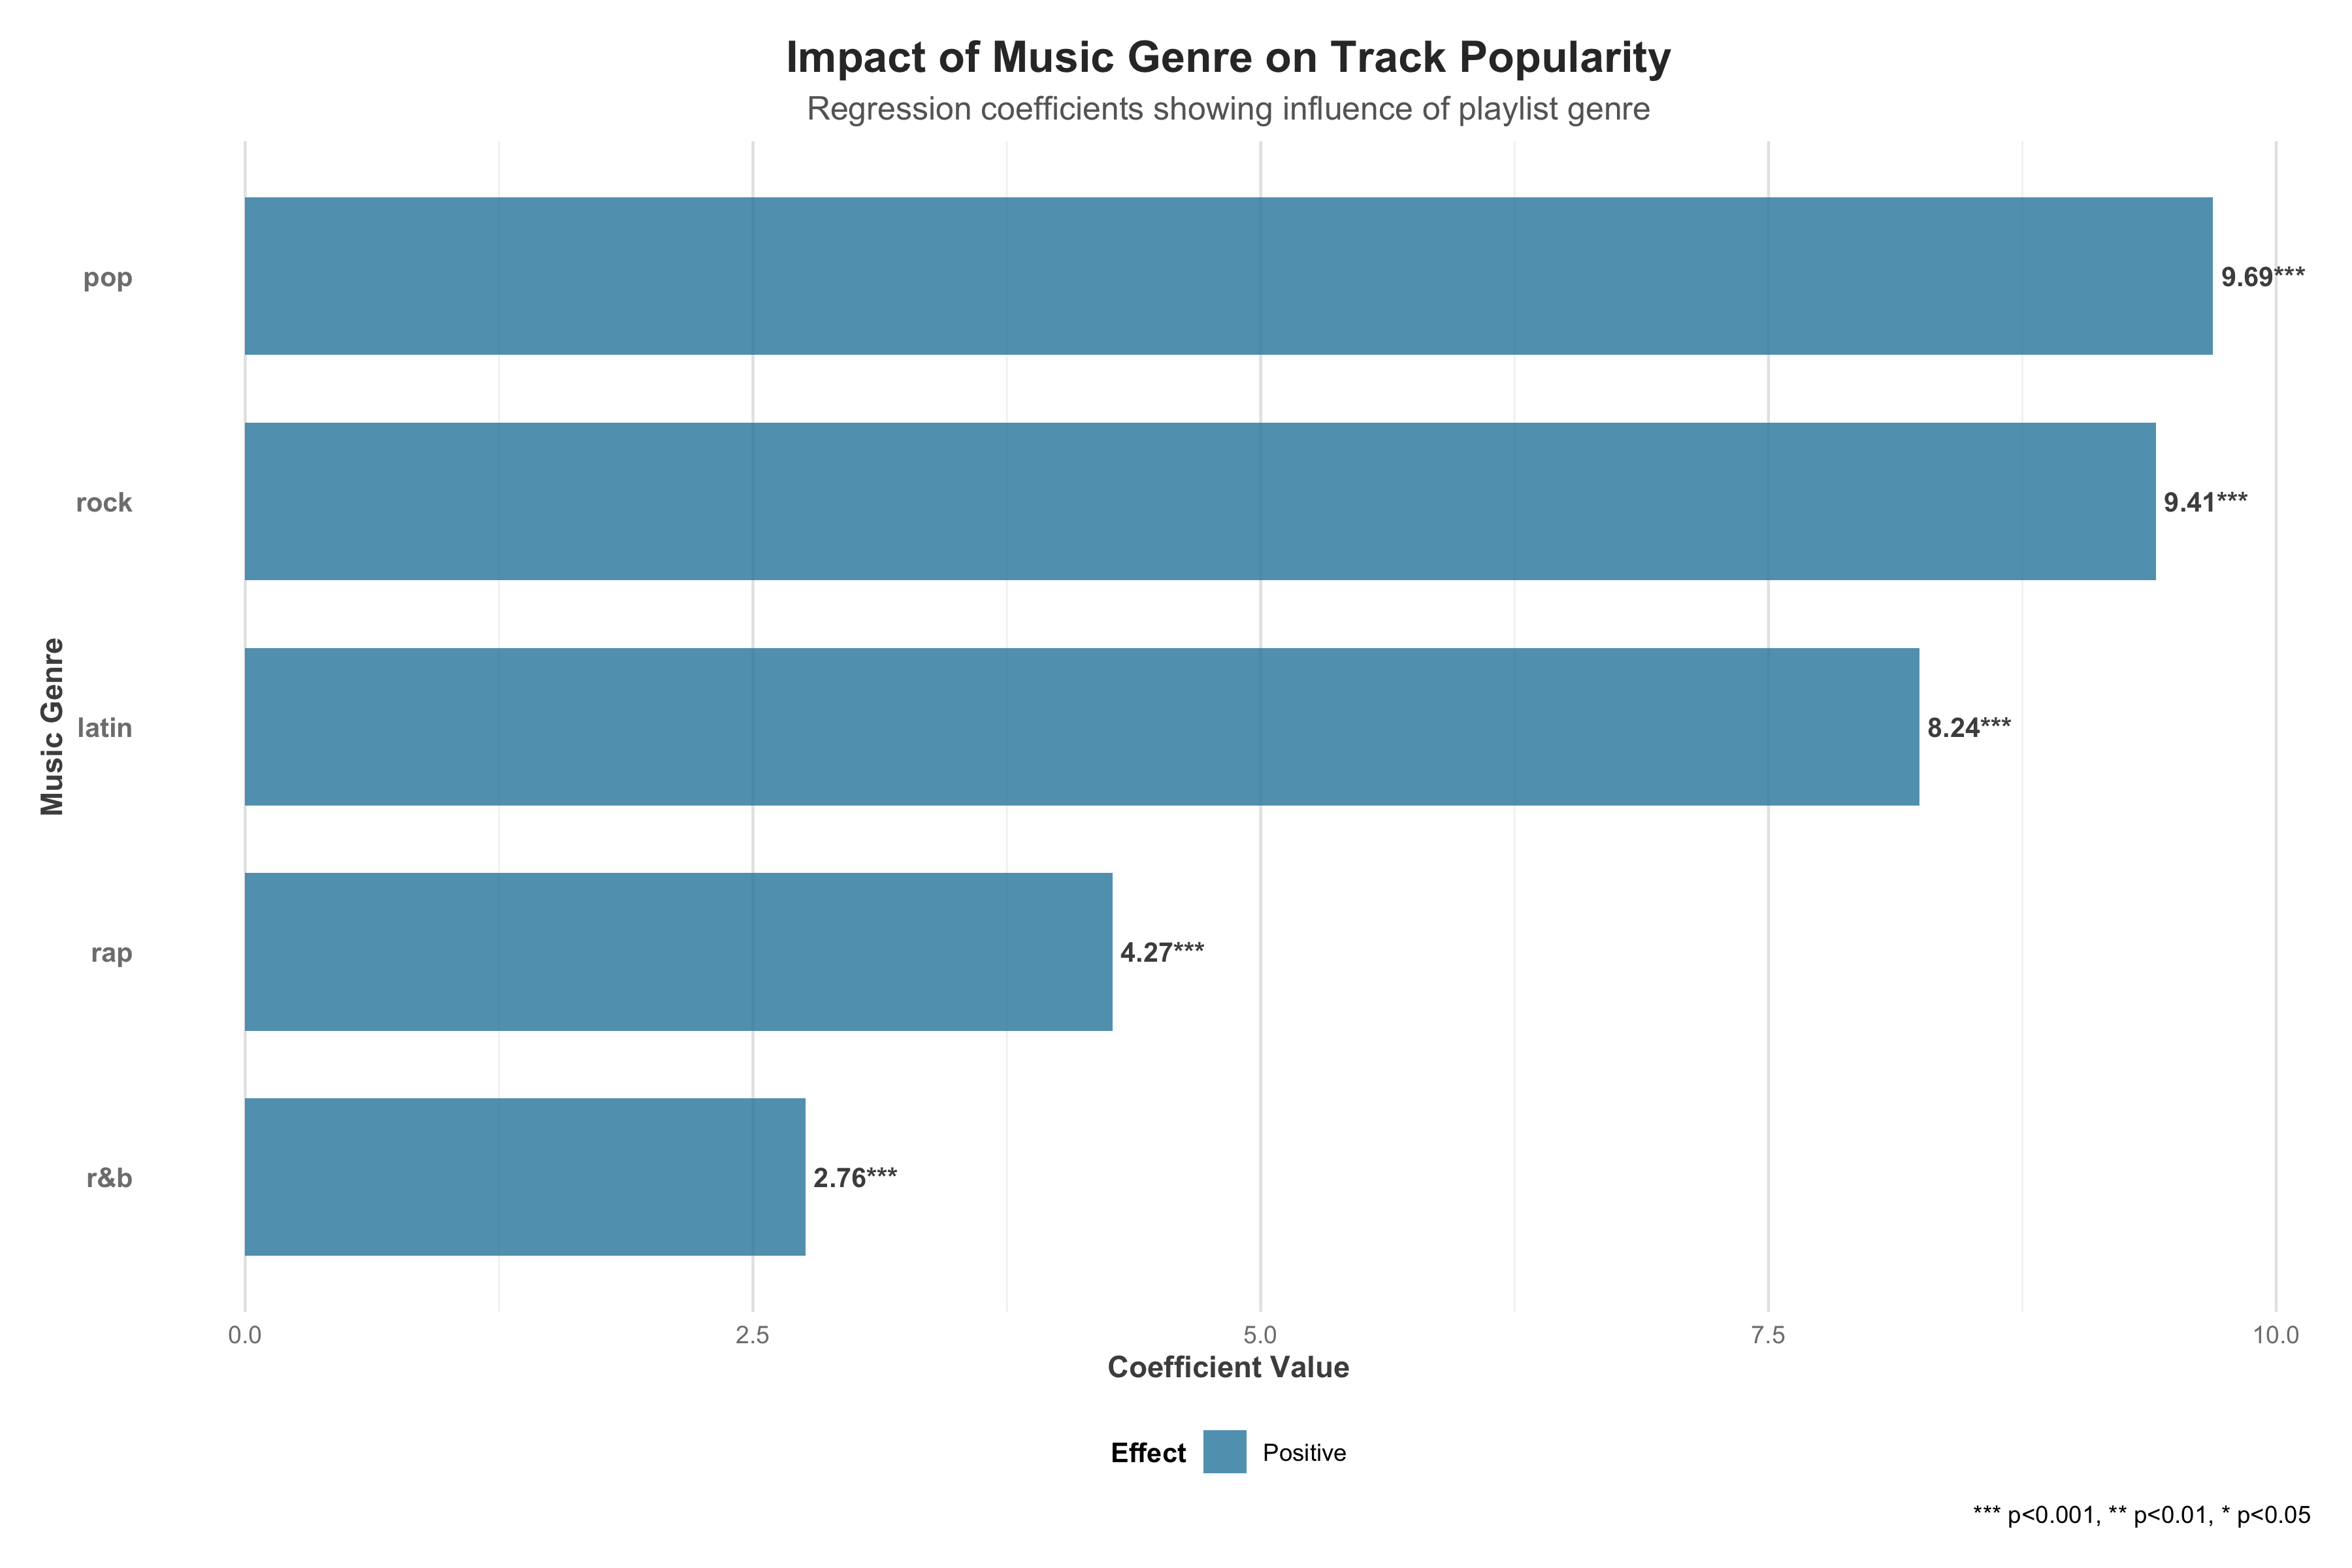 Impact of Music Genre on Track Popularity
Regression coefficients showing influence of playlist genre
Music Genre
pop
9.69***
rock
9.41***
latin
8.24***
rap
4.27***
r&b
2.76***
0.0 2.5 5.0 7.5 10.0
Coefficient Value
Effect Positive
*** p<0.001, ** p<0.01, * p<0.05